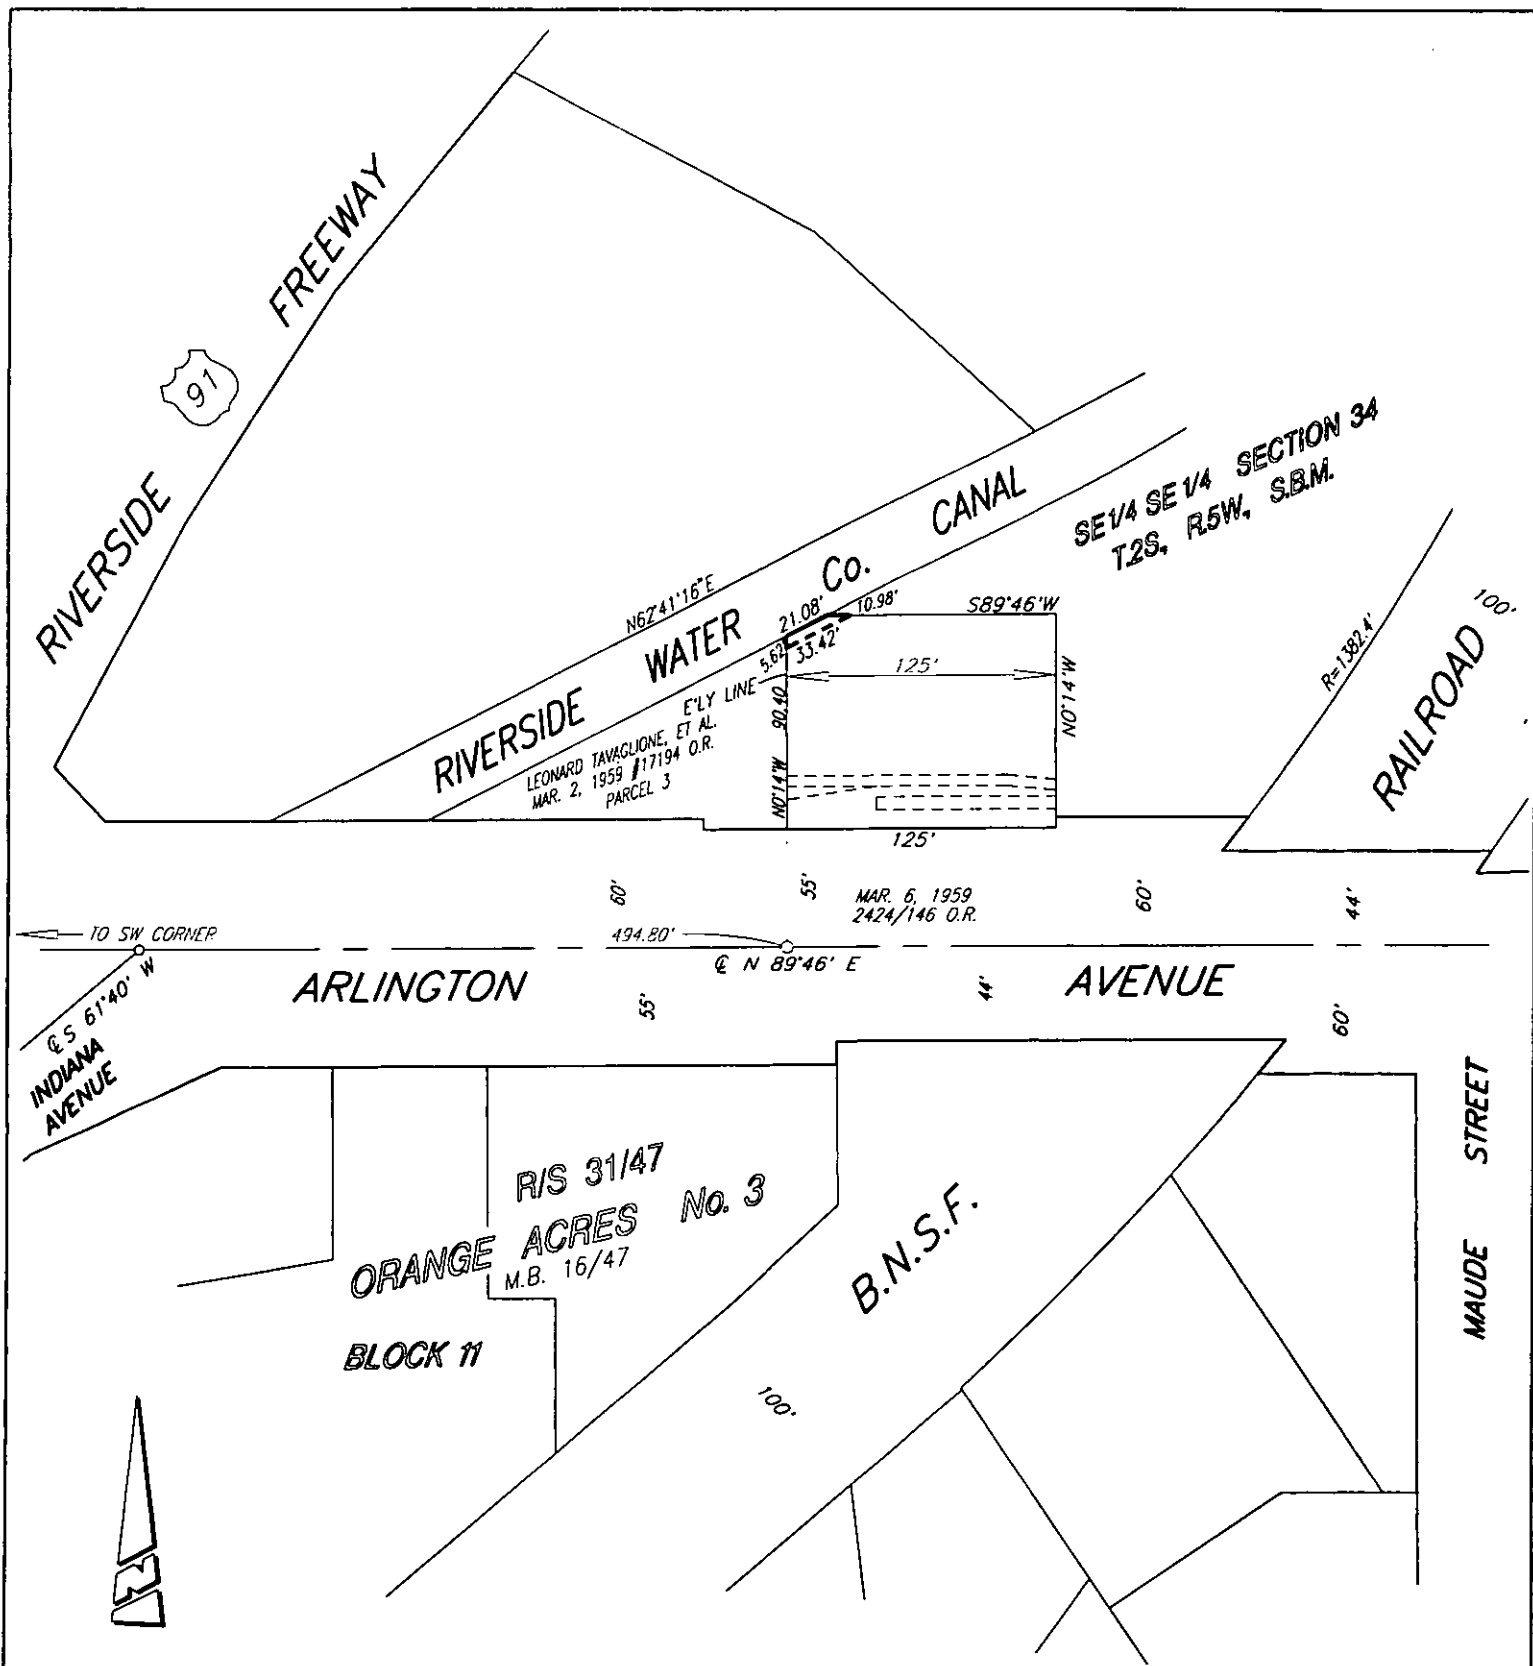 RIVERSIDE FREEWAY
91
N62°41'16"E
RIVERSIDE WATER Co. CANAL
SE 1/4 SE 1/4 SECTION 34
T.2S., R.5W., S.B.M.
21.08'
10.98'
S89°46'W
5.62'
33.42'
125'
E'LY LINE
90.40
N0°14'W
N0°14'W
LEONARD TAVAGLIONE, ET AL.
MAR. 2, 1959 #17194 O.R.
PARCEL 3
125'
R=1382.4'
100'
RAILROAD
60'
55'
MAR. 6, 1959
2424/146 O.R.
60'
44'
TO SW CORNER
494.80'
℄ N 89°46' E
ARLINGTON AVENUE
55'
44'
60'
℄ S 61°40' W
INDIANA
AVENUE
R/S 31/47
ORANGE ACRES No. 3
M.B. 16/47
BLOCK 11
B.N.S.F.
100'
MAUDE STREET
N